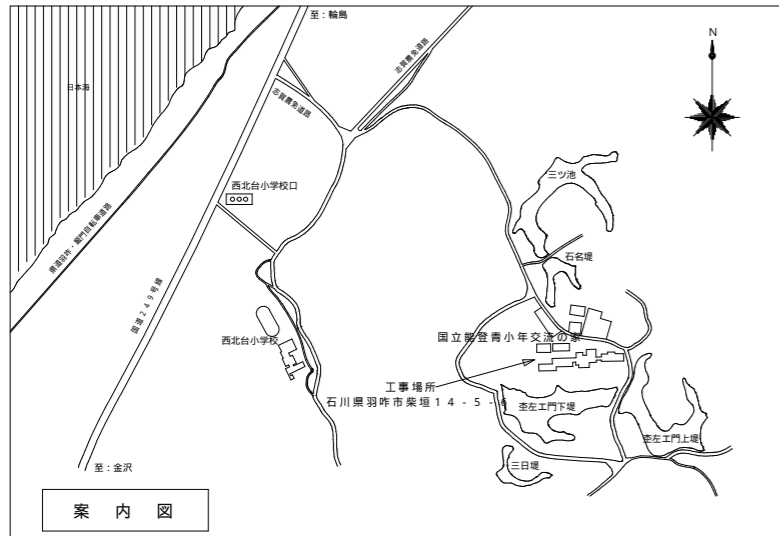 至：輪島
N
志賀農免道路
日本海
志賀農免道路
三ツ池
西北台小学校口
県道羽咋・巌門自転車道路
石名堤
国道249号線
国立能登青少年交流の家
西北台小学校
工事場所
石川県羽咋市柴垣14-5-6
杢左エ門下堤
杢左エ門上堤
三日堤
至：金沢
案内図